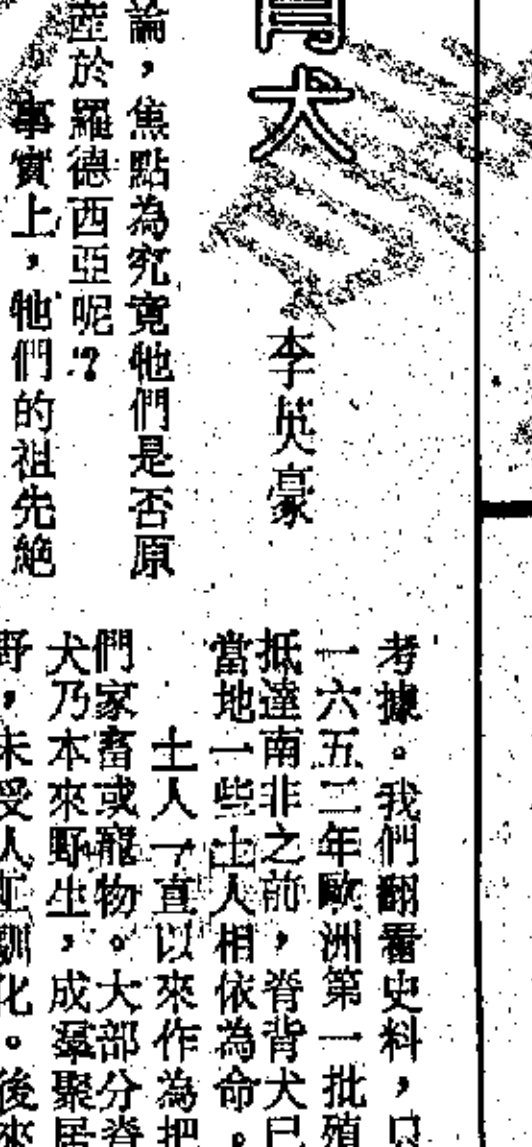 背犬
李英豪
論，焦點為究竟牠們是否原
產於羅德西亞呢？
事實上，牠們的祖先絕
考據。我們翻看史料，只
一六五二年歐洲第一批殖
抵達南非之前，脊背犬已
當地一些土人相依為命。
土人一直以來作為把
們家畜或寵物。大部分脊
犬乃本來野生，成羣聚居
野，未受人工馴化。後來